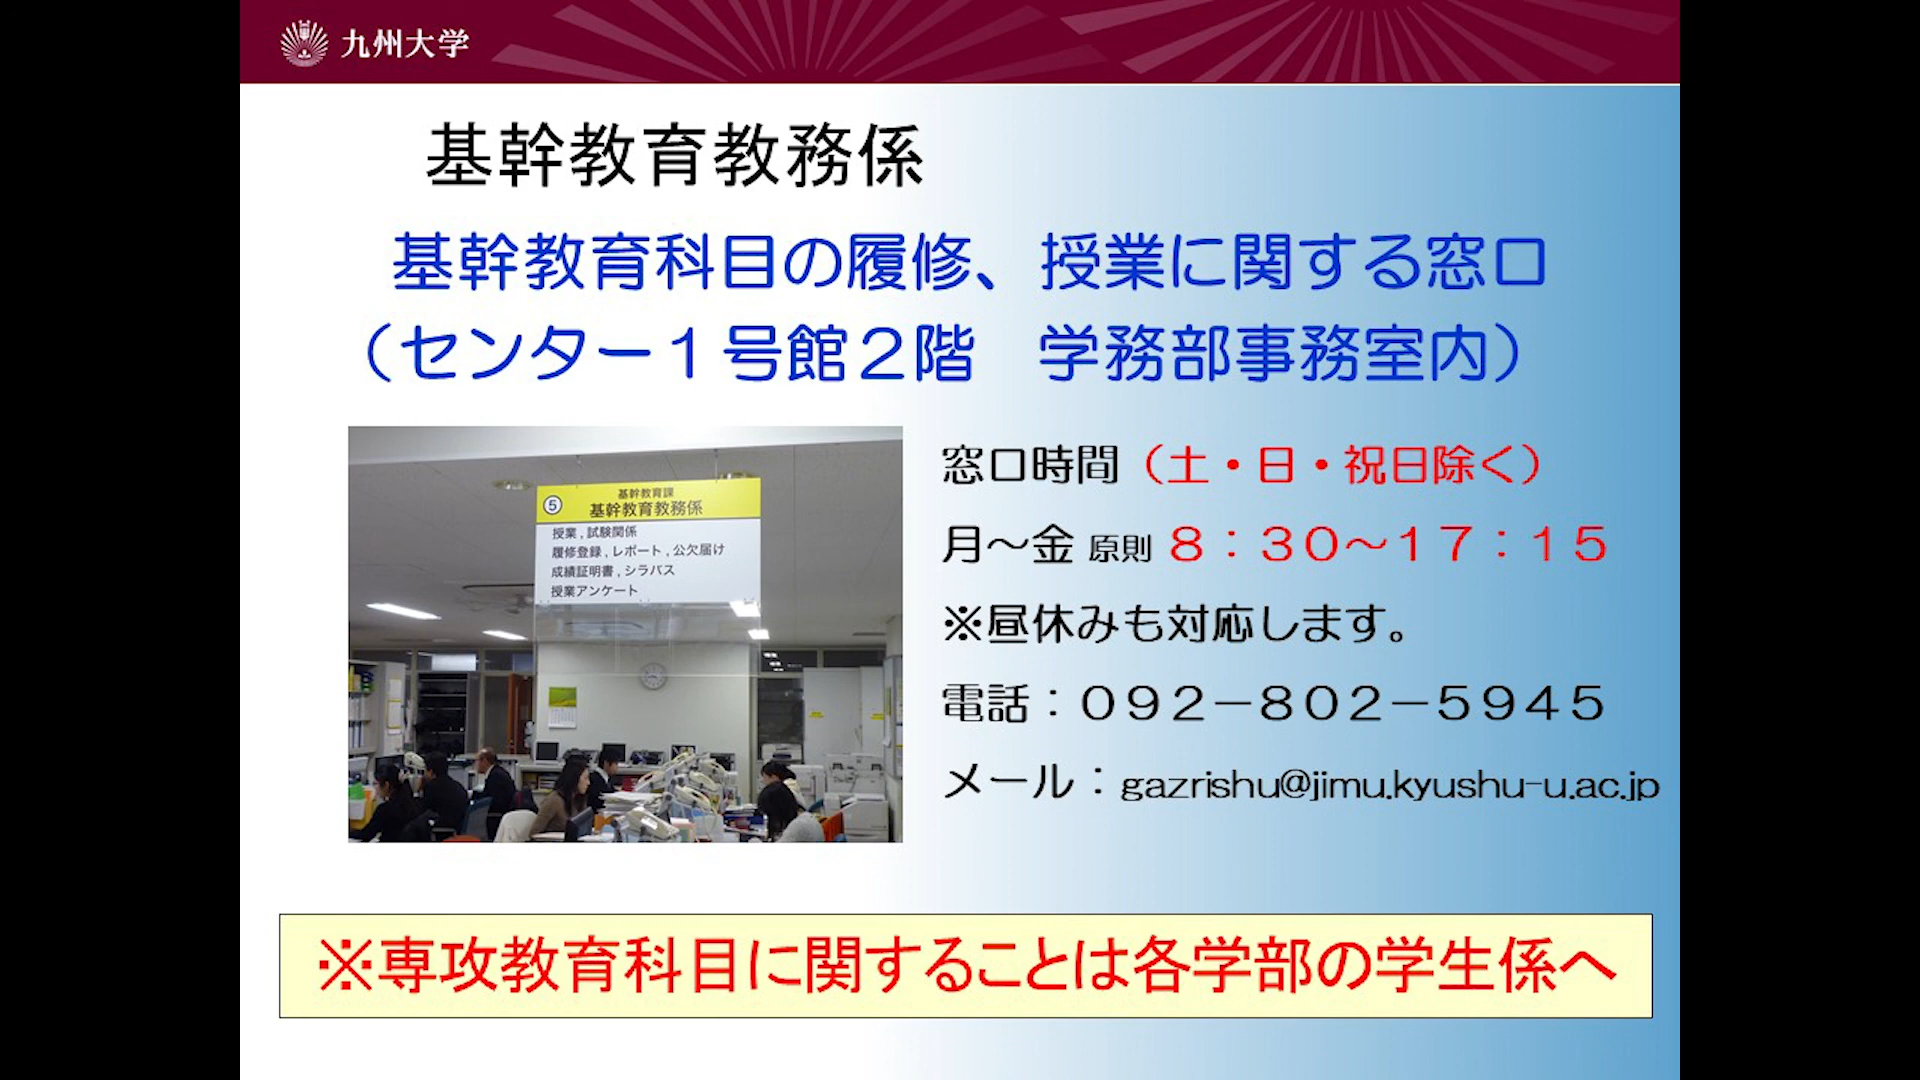 九州大学
基幹教育教務係
基幹教育科目の履修、授業に関する窓口
（センター１号館２階　学務部事務室内）
⑤ 基幹教育課
基幹教育教務係
授業，試験関係
履修登録，レポート，公欠届け
成績証明書，シラバス
授業アンケート
窓口時間（土・日・祝日除く）
月～金 原則 ８：３０～１７：１５
※昼休みも対応します。
電話：０９２－８０２－５９４５
メール：gazrishu@jimu.kyushu-u.ac.jp
※専攻教育科目に関することは各学部の学生係へ